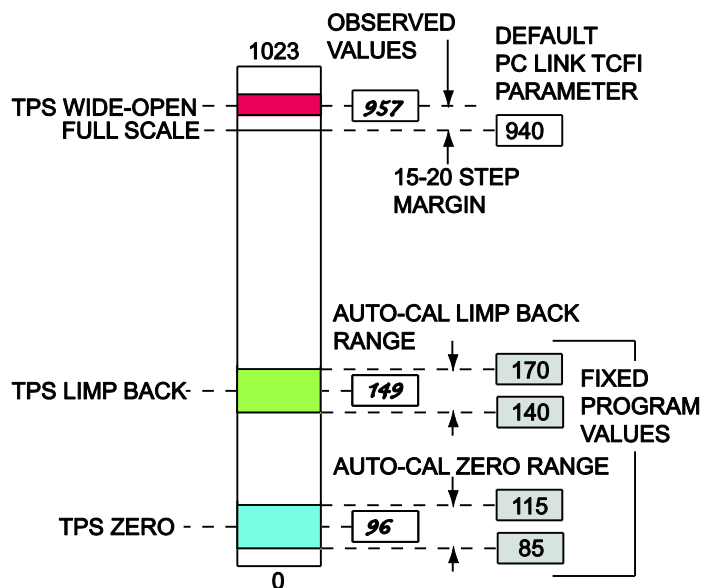 OBSERVED
VALUES
1023
DEFAULT
PC LINK TCFI
PARAMETER
TPS WIDE-OPEN
957
FULL SCALE
940
15-20 STEP
MARGIN
AUTO-CAL LIMP BACK
RANGE
170
TPS LIMP BACK
149
140
FIXED
PROGRAM
VALUES
AUTO-CAL ZERO RANGE
115
TPS ZERO
96
85
0